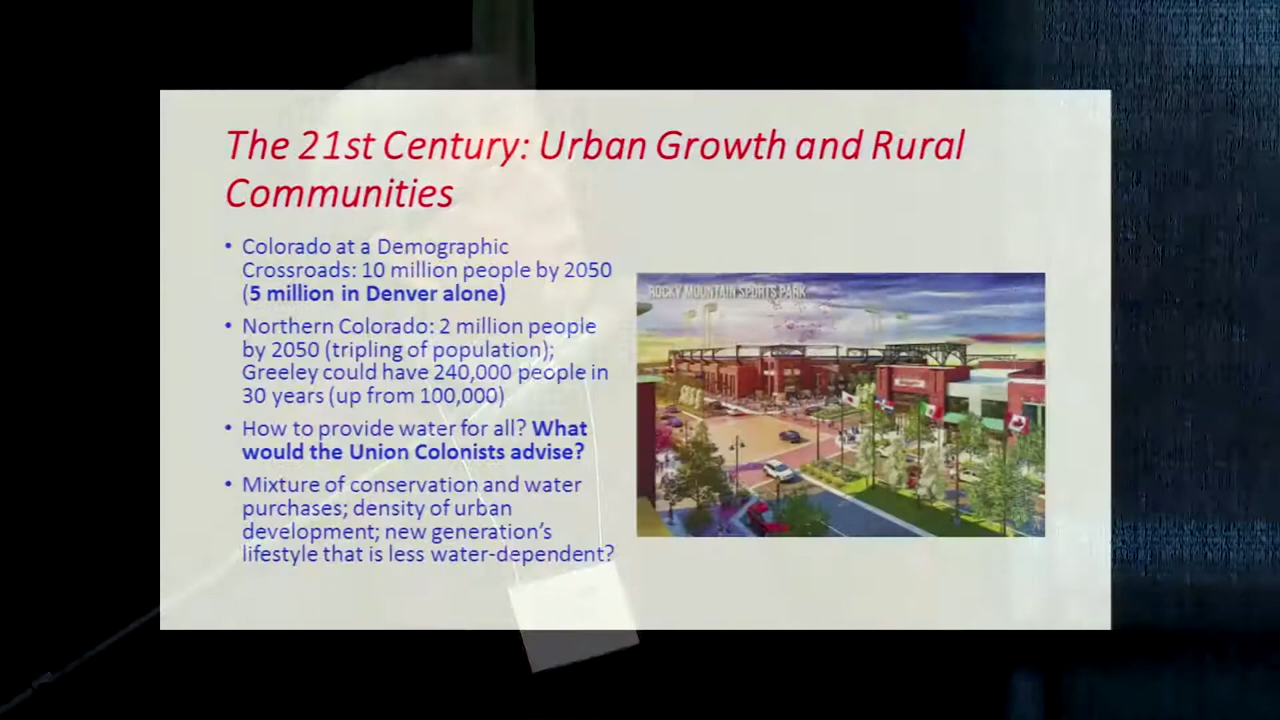 The 21st Century: Urban Growth and Rural
Communities
• Colorado at a Demographic
Crossroads: 10 million people by 2050
(5 million in Denver alone)
• Northern Colorado: 2 million people
by 2050 (tripling of population);
Greeley could have 240,000 people in
30 years (up from 100,000)
• How to provide water for all? What
would the Union Colonists advise?
• Mixture of conservation and water
purchases; density of urban
development; new generation's
lifestyle that is less water-dependent?
ROCKY MOUNTAIN SPORTS PARK